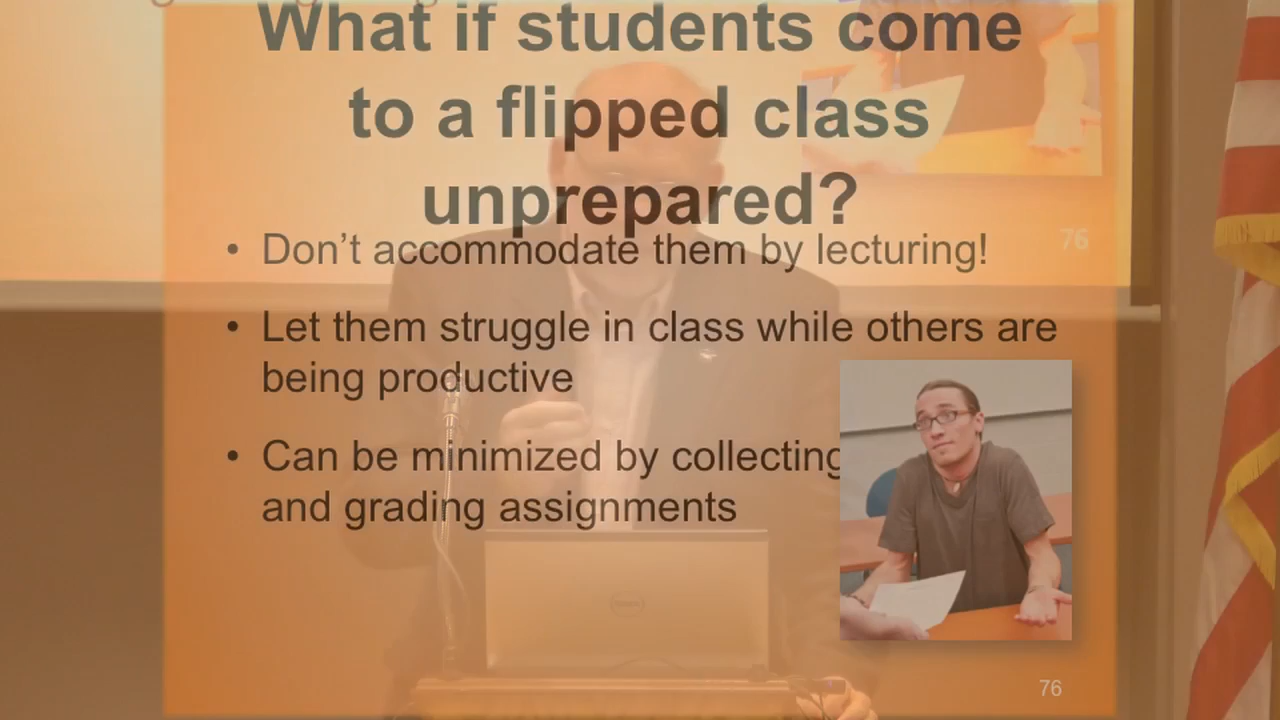 What if students come
to a flipped class
unprepared?
• Don’t accommodate them by lecturing!
76
• Let them struggle in class while others are
being productive
• Can be minimized by collecting
and grading assignments
76